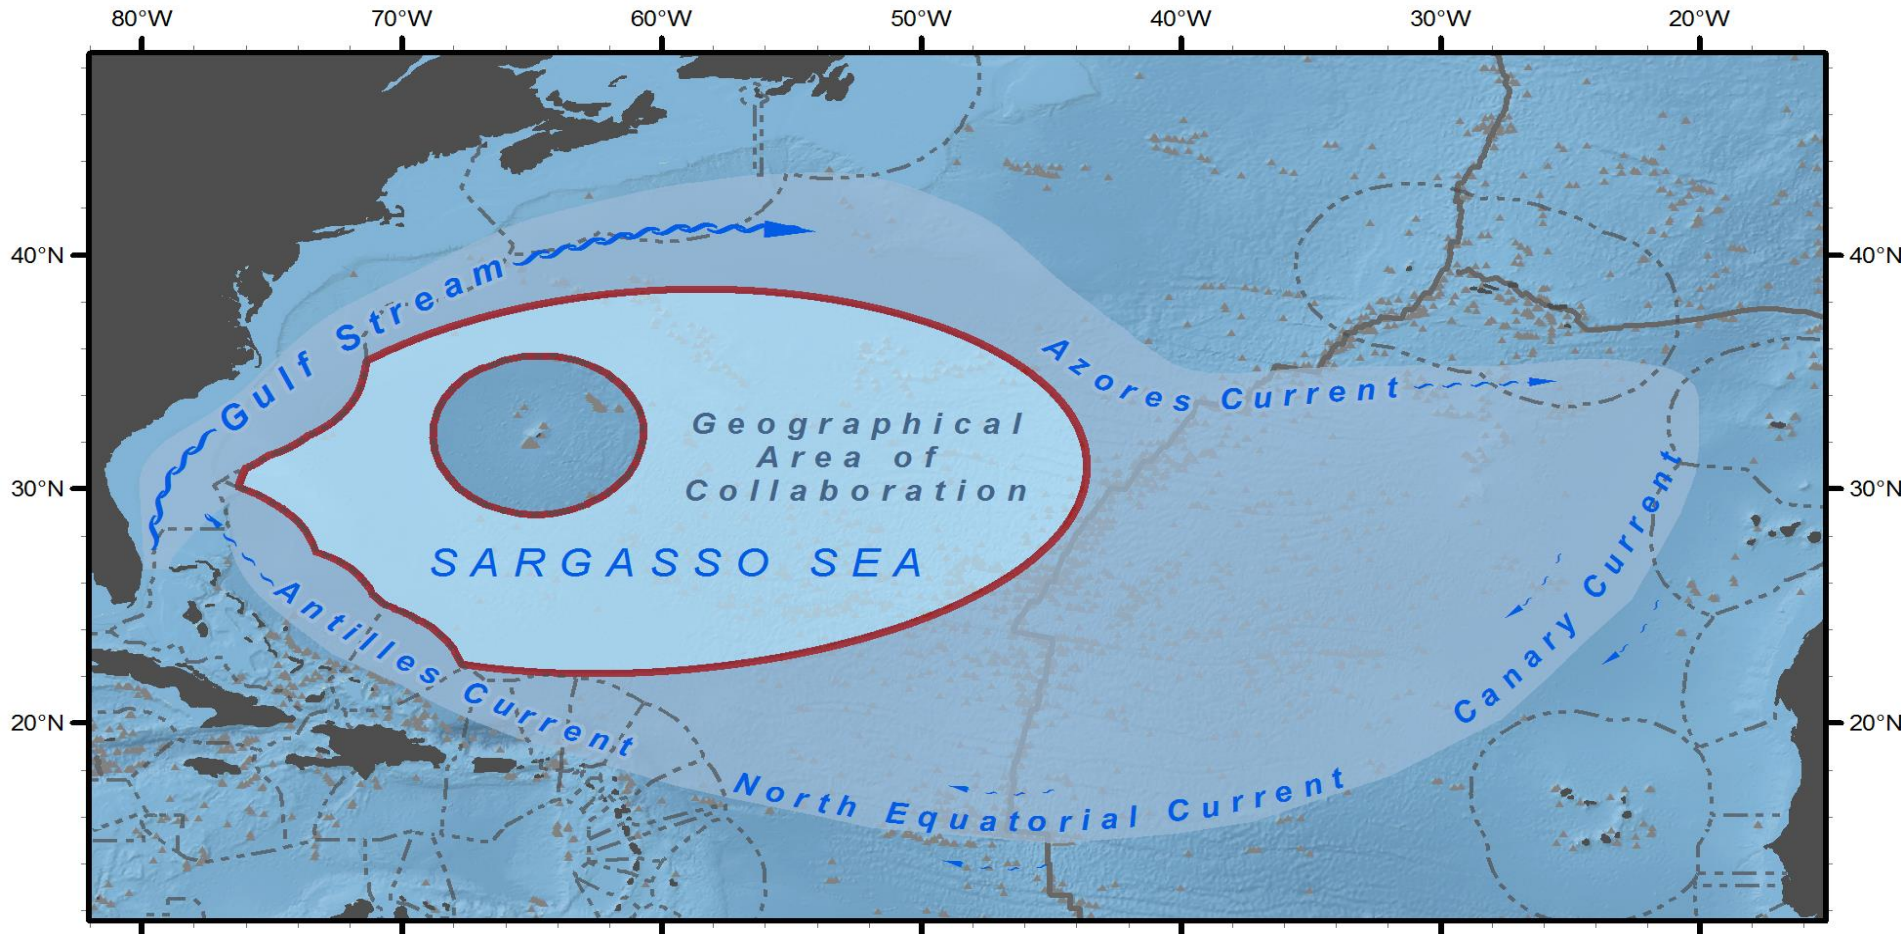 80°W 70°W 60°W 50°W 40°W 30°W 20°W
40°N 40°N
Gulf Stream
Azores Current
Geographical
Area of
Collaboration
30°N 30°N
SARGASSO SEA
Antilles Current
Canary Current
20°N 20°N
North Equatorial Current